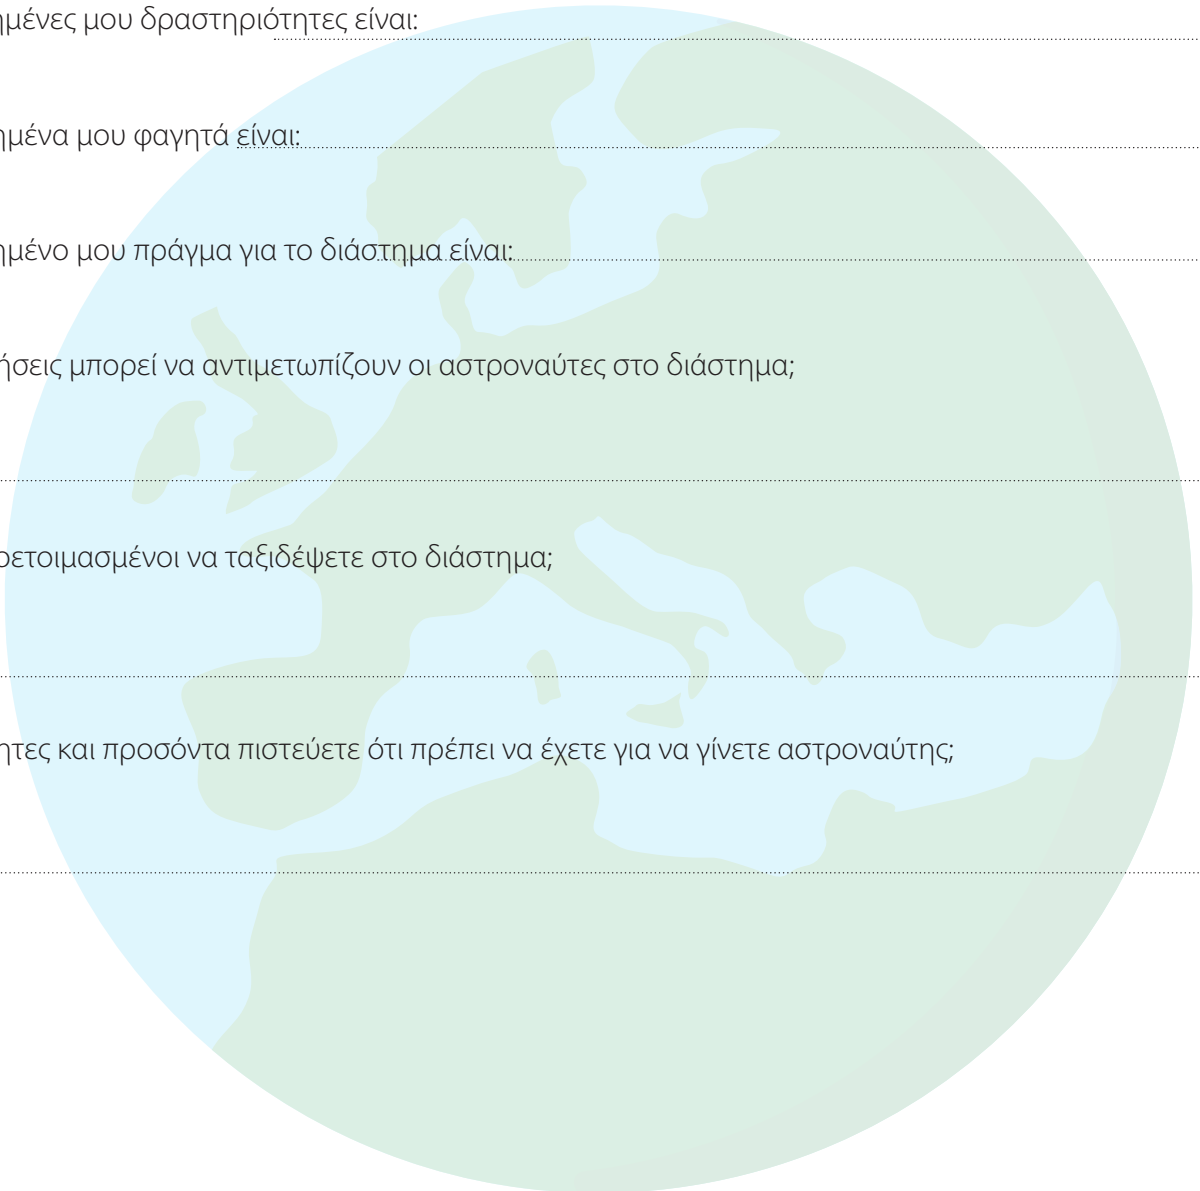 ημένες μου δραστηριότητες είναι:
ημένα μου φαγητά είναι:
ημένο μου πράγμα για το διάστημα είναι:
ήσεις μπορεί να αντιμετωπίζουν οι αστροναύτες στο διάστημα;
ροετοιμασμένοι να ταξιδέψετε στο διάστημα;
ητες και προσόντα πιστεύετε ότι πρέπει να έχετε για να γίνετε αστροναύτης;